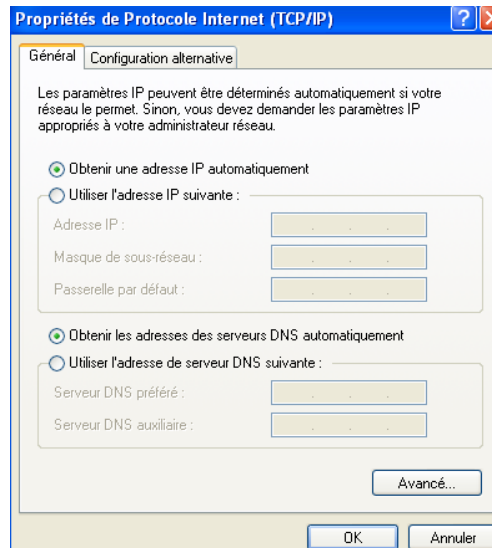 Propriétés de Protocole Internet (TCP/IP)
Général Configuration alternative
Les paramètres IP peuvent être déterminés automatiquement si votre
réseau le permet. Sinon, vous devez demander les paramètres IP
appropriés à votre administrateur réseau.
Obtenir une adresse IP automatiquement
Utiliser l'adresse IP suivante :
Adresse IP :
Masque de sous-réseau :
Passerelle par défaut :
Obtenir les adresses des serveurs DNS automatiquement
Utiliser l'adresse de serveur DNS suivante :
Serveur DNS préféré :
Serveur DNS auxiliaire :
Avancé...
OK Annuler